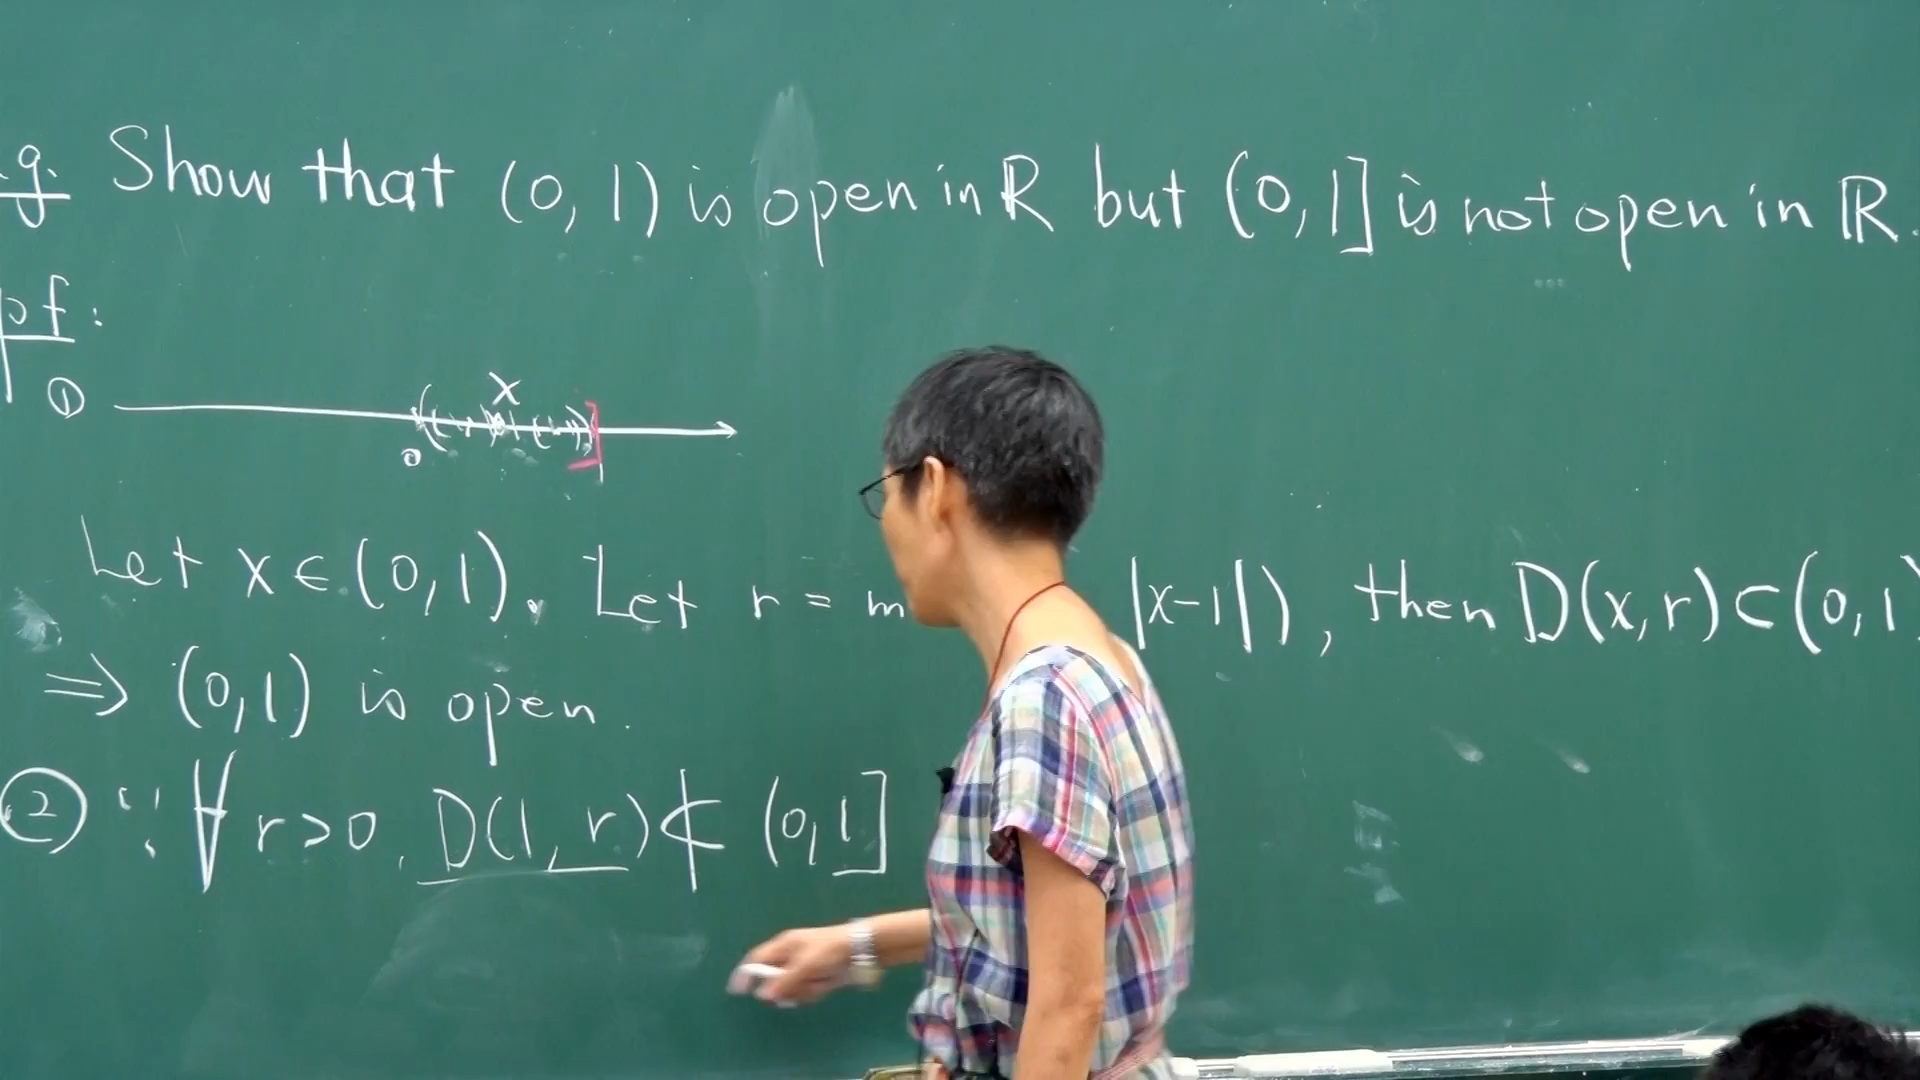 .g. Show that (0, 1) is open in ℝ but (0, 1] is not open in ℝ.
pf:
① x
0
Let x ∈ (0, 1). Let r = m |x-1|), then D(x, r) ⊂ (0, 1)
⇒ (0, 1) is open.
② ∵ ∀ r > 0, D(1, r) ⊄ (0, 1]